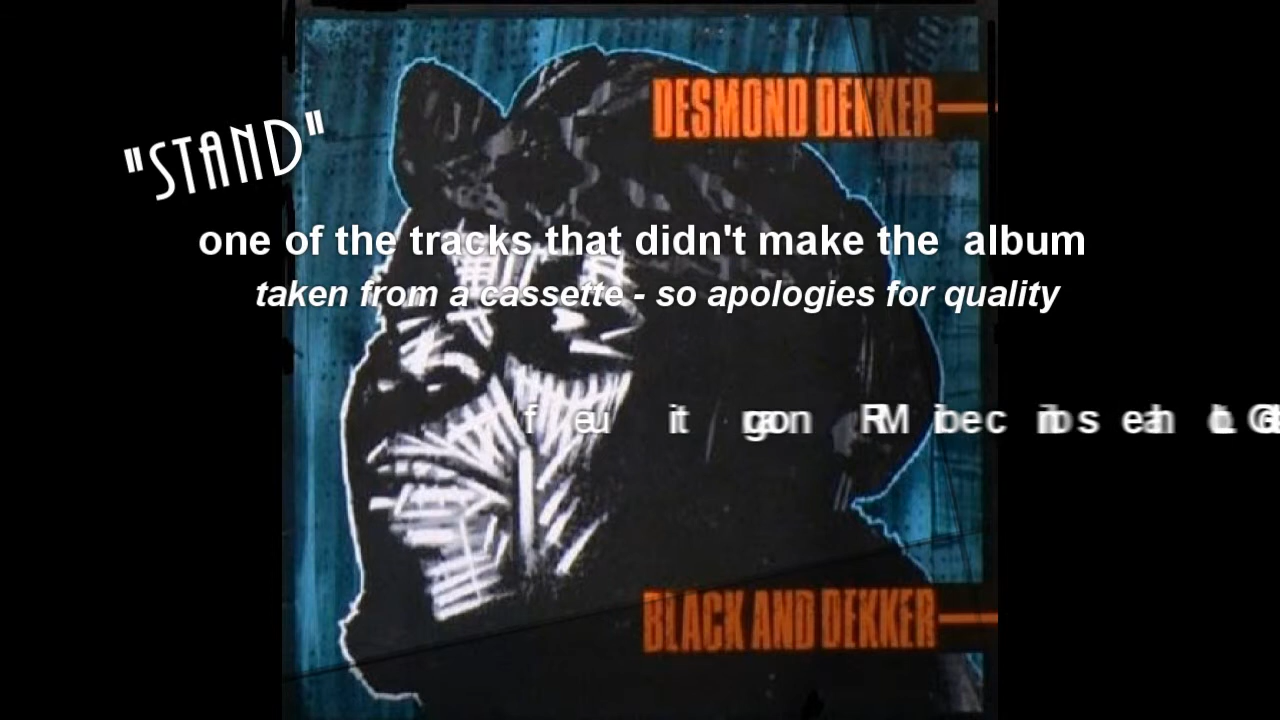 DESMOND DEKKER
"STAND"
one of the tracks that didn't make the album
taken from a cassette - so apologies for quality
BLACK AND DEKKER